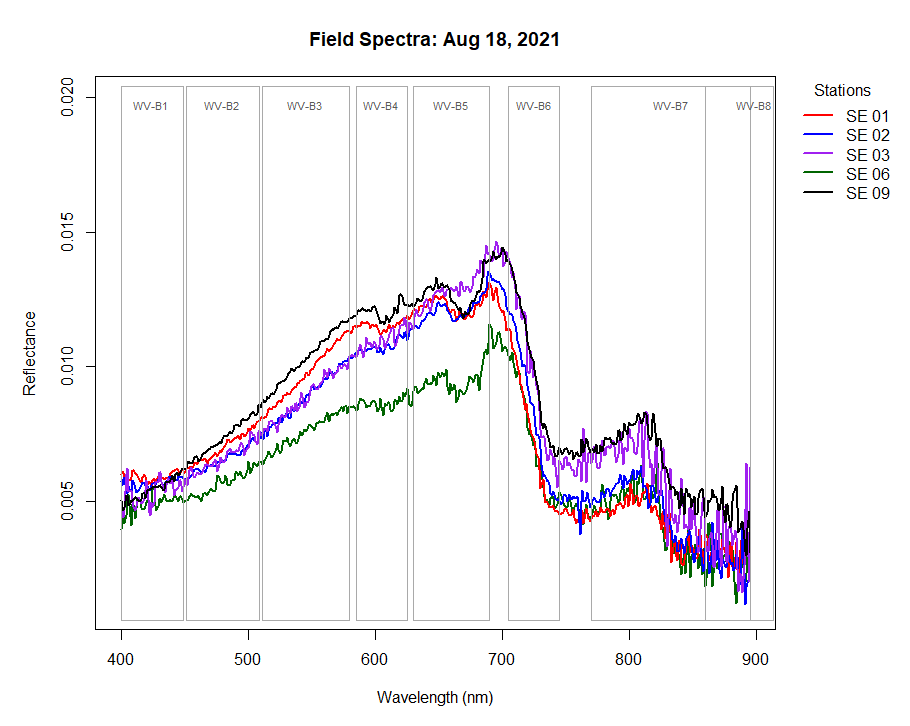 Field Spectra: Aug 18, 2021
Stations
SE 01
SE 02
SE 03
SE 06
SE 09
WV-B1 WV-B2 WV-B3 WV-B4 WV-B5 WV-B6 WV-B7 WV-B8
0.020
0.015
0.010
0.005
Reflectance
400 500 600 700 800 900
Wavelength (nm)